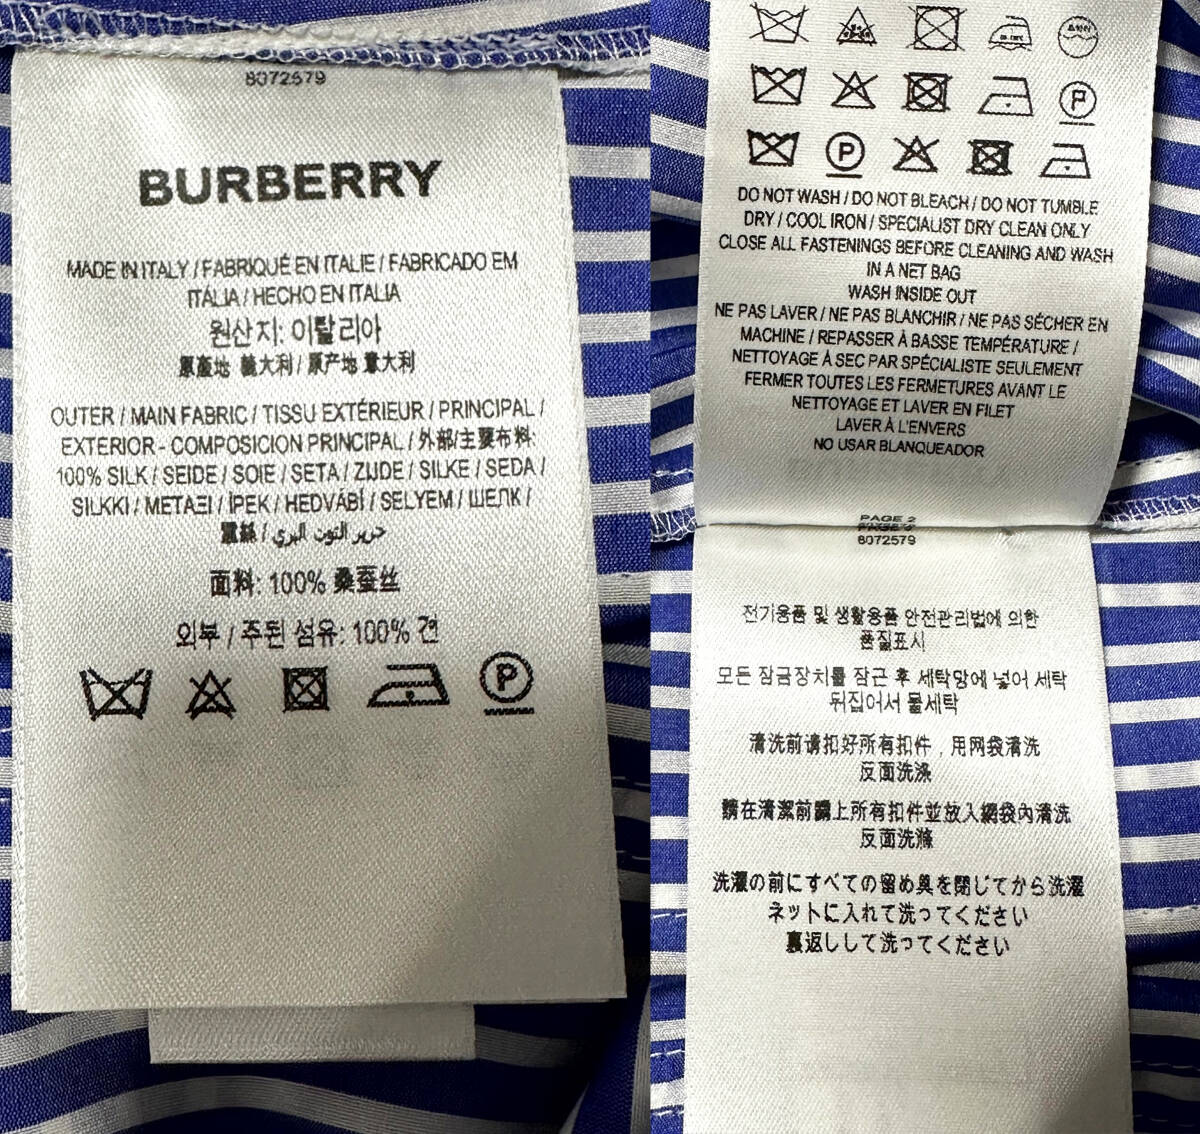 8072579
BURBERRY
MADE IN ITALY / FABRIQUÉ EN ITALIE / FABRICADO EM
ITÁLIA / HECHO EN ITALIA
원산지: 이탈리아
原產地 義大利 / 原产地 意大利
OUTER / MAIN FABRIC / TISSU EXTÉRIEUR / PRINCIPAL /
EXTERIOR - COMPOSICION PRINCIPAL / 外部/主要布料:
100% SILK / SEIDE / SOIE / SETA / ZIJDE / SILKE / SEDA /
SILKKI / ΜΕΤΑΞΙ / İPEK / HEDVÁBÍ / SELYEM / ШЕЛК /
蠶絲 / حرير التوت البري
面料: 100% 桑蚕丝
외부 / 주된 섬유: 100% 견
P
P
P
DO NOT WASH / DO NOT BLEACH / DO NOT TUMBLE
DRY / COOL IRON / SPECIALIST DRY CLEAN ONLY
CLOSE ALL FASTENINGS BEFORE CLEANING AND WASH
IN A NET BAG
WASH INSIDE OUT
NE PAS LAVER / NE PAS BLANCHIR / NE PAS SÉCHER EN
MACHINE / REPASSER À BASSE TEMPÉRATURE /
NETTOYAGE À SEC PAR SPÉCIALISTE SEULEMENT
FERMER TOUTES LES FERMETURES AVANT LE
NETTOYAGE ET LAVER EN FILET
LAVER À L'ENVERS
NO USAR BLANQUEADOR
PAGE 2
8072579
전기용품 및 생활용품 안전관리법에 의한
품질표시
모든 잠금장치를 잠근 후 세탁망에 넣어 세탁
뒤집어서 물세탁
清洗前请扣好所有扣件，用网袋清洗
反面洗涤
請在清潔前關上所有扣件並放入網袋內清洗
反面洗滌
洗濯の前にすべての留め具を閉じてから洗濯
ネットに入れて洗ってください
裏返しして洗ってください